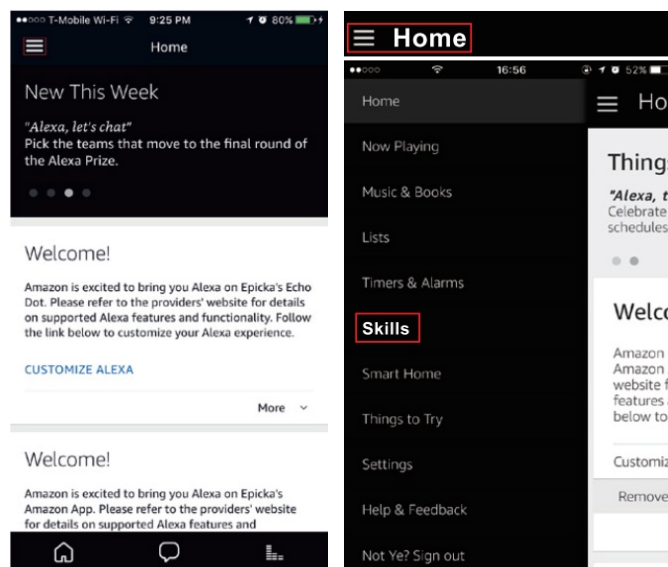 T-Mobile Wi-Fi 9:25 PM 80%
Home
New This Week
"Alexa, let's chat"
Pick the teams that move to the final round of
the Alexa Prize.
Welcome!
Amazon is excited to bring you Alexa on Epicka's Echo
Dot. Please refer to the providers' website for details
on supported Alexa features and functionality. Follow
the link below to customize your Alexa experience.
CUSTOMIZE ALEXA
More
Welcome!
Amazon is excited to bring you Alexa on Epicka's
Amazon App. Please refer to the providers' website
for details on supported Alexa features and
Home
16:56 52%
Home
Now Playing
Music & Books
Lists
Timers & Alarms
Skills
Smart Home
Things to Try
Settings
Help & Feedback
Not Ye? Sign out
Ho
Things
"Alexa, t
Celebrate
schedules
Welco
Amazon
Amazon
website f
features
below to
Customiz
Remove